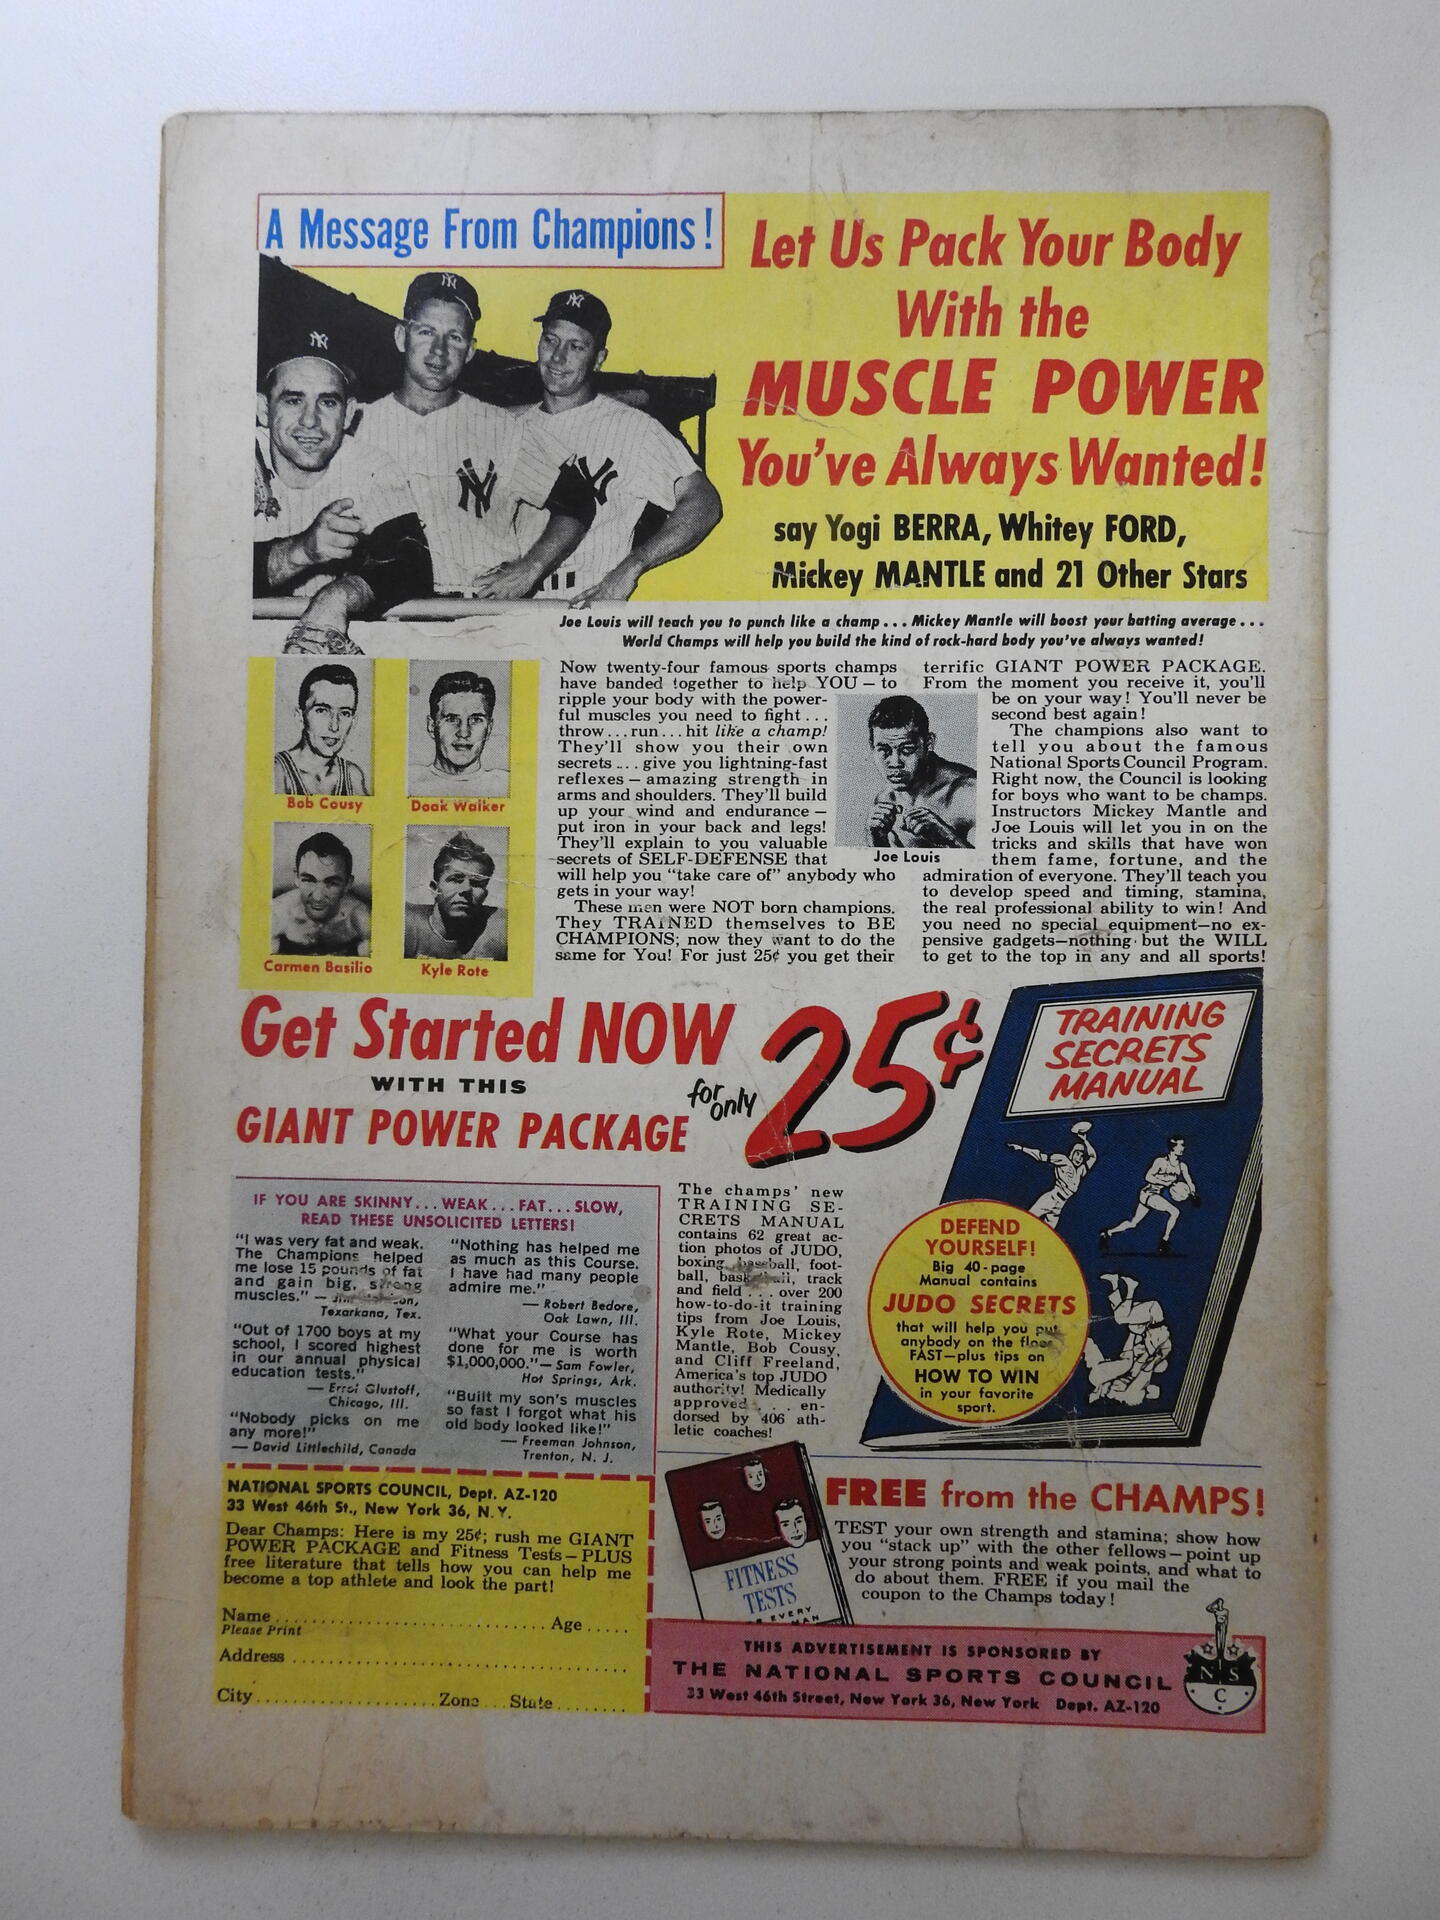 A Message From Champions!
NY
NY
NY
NY
NY
Let Us Pack Your Body
With the
MUSCLE POWER
You've Always Wanted!
say Yogi BERRA, Whitey FORD,
Mickey MANTLE and 21 Other Stars
Joe Louis will teach you to punch like a champ... Mickey Mantle will boost your batting average...
World Champs will help you build the kind of rock-hard body you've always wanted!
Bob Cousy
Doak Walker
Carmen Basilio
Kyle Rote
Now twenty-four famous sports champs
have banded together to help YOU — to
ripple your body with the power-
ful muscles you need to fight...
throw...run...hit like a champ!
They'll show you their own
secrets ... give you lightning-fast
reflexes — amazing strength in
arms and shoulders. They'll build
up your wind and endurance —
put iron in your back and legs!
They'll explain to you valuable
secrets of SELF-DEFENSE that
will help you "take care of" anybody who
gets in your way!
These men were NOT born champions.
They TRAINED themselves to BE
CHAMPIONS; now they want to do the
same for You! For just 25¢ you get their
Joe Louis
terrific GIANT POWER PACKAGE.
From the moment you receive it, you'll
be on your way! You'll never be
second best again!
The champions also want to
tell you about the famous
National Sports Council Program.
Right now, the Council is looking
for boys who want to be champs.
Instructors Mickey Mantle and
Joe Louis will let you in on the
tricks and skills that have won
them fame, fortune, and the
admiration of everyone. They'll teach you
to develop speed and timing, stamina,
the real professional ability to win! And
you need no special equipment—no ex-
pensive gadgets—nothing but the WILL
to get to the top in any and all sports!
Get Started NOW
WITH THIS
GIANT POWER PACKAGE
for only
25¢
TRAINING
SECRETS
MANUAL
DEFEND
YOURSELF!
Big 40-page
Manual contains
JUDO SECRETS
that will help you put
anybody on the floor
FAST—plus tips on
HOW TO WIN
in your favorite
sport.
IF YOU ARE SKINNY...WEAK...FAT...SLOW,
READ THESE UNSOLICITED LETTERS!
"I was very fat and weak.
The Champions helped
me lose 15 pounds of fat
and gain big, strong
muscles." —
Texarkana, Tex.
"Out of 1700 boys at my
school, I scored highest
in our annual physical
education tests."
— Errol Glustoff,
Chicago, Ill.
"Nobody picks on me
any more!"
— David Littlechild, Canada
"Nothing has helped me
as much as this Course.
I have had many people
admire me."
— Robert Bedore,
Oak Lawn, Ill.
"What your Course has
done for me is worth
$1,000,000."— Sam Fowler,
Hot Springs, Ark.
"Built my son's muscles
so fast I forgot what his
old body looked like!"
— Freeman Johnson,
Trenton, N. J.
The champs' new
TRAINING SE-
CRETS MANUAL
contains 62 great ac-
tion photos of JUDO,
boxing, baseball, foot-
ball, basketball, track
and field . . . over 200
how-to-do-it training
tips from Joe Louis,
Kyle Rote, Mickey
Mantle, Bob Cousy,
and Cliff Freeland,
America's top JUDO
authority! Medically
approved . . . en-
dorsed by 406 ath-
letic coaches!
NATIONAL SPORTS COUNCIL, Dept. AZ-120
33 West 46th St., New York 36, N.Y.
Dear Champs: Here is my 25¢; rush me GIANT
POWER PACKAGE and Fitness Tests—PLUS
free literature that tells how you can help me
become a top athlete and look the part!
Name.................................Age.....
Please Print
Address..........................................
City......................Zone...State........
FITNESS
TESTS
EVERY
MAN
FREE from the CHAMPS!
TEST your own strength and stamina; show how
you "stack up" with the other fellows—point up
your strong points and weak points, and what to
do about them. FREE if you mail the
coupon to the Champs today!
THIS ADVERTISEMENT IS SPONSORED BY
THE NATIONAL SPORTS COUNCIL
33 West 46th Street, New York 36, New York Dept. AZ-120
N S
C